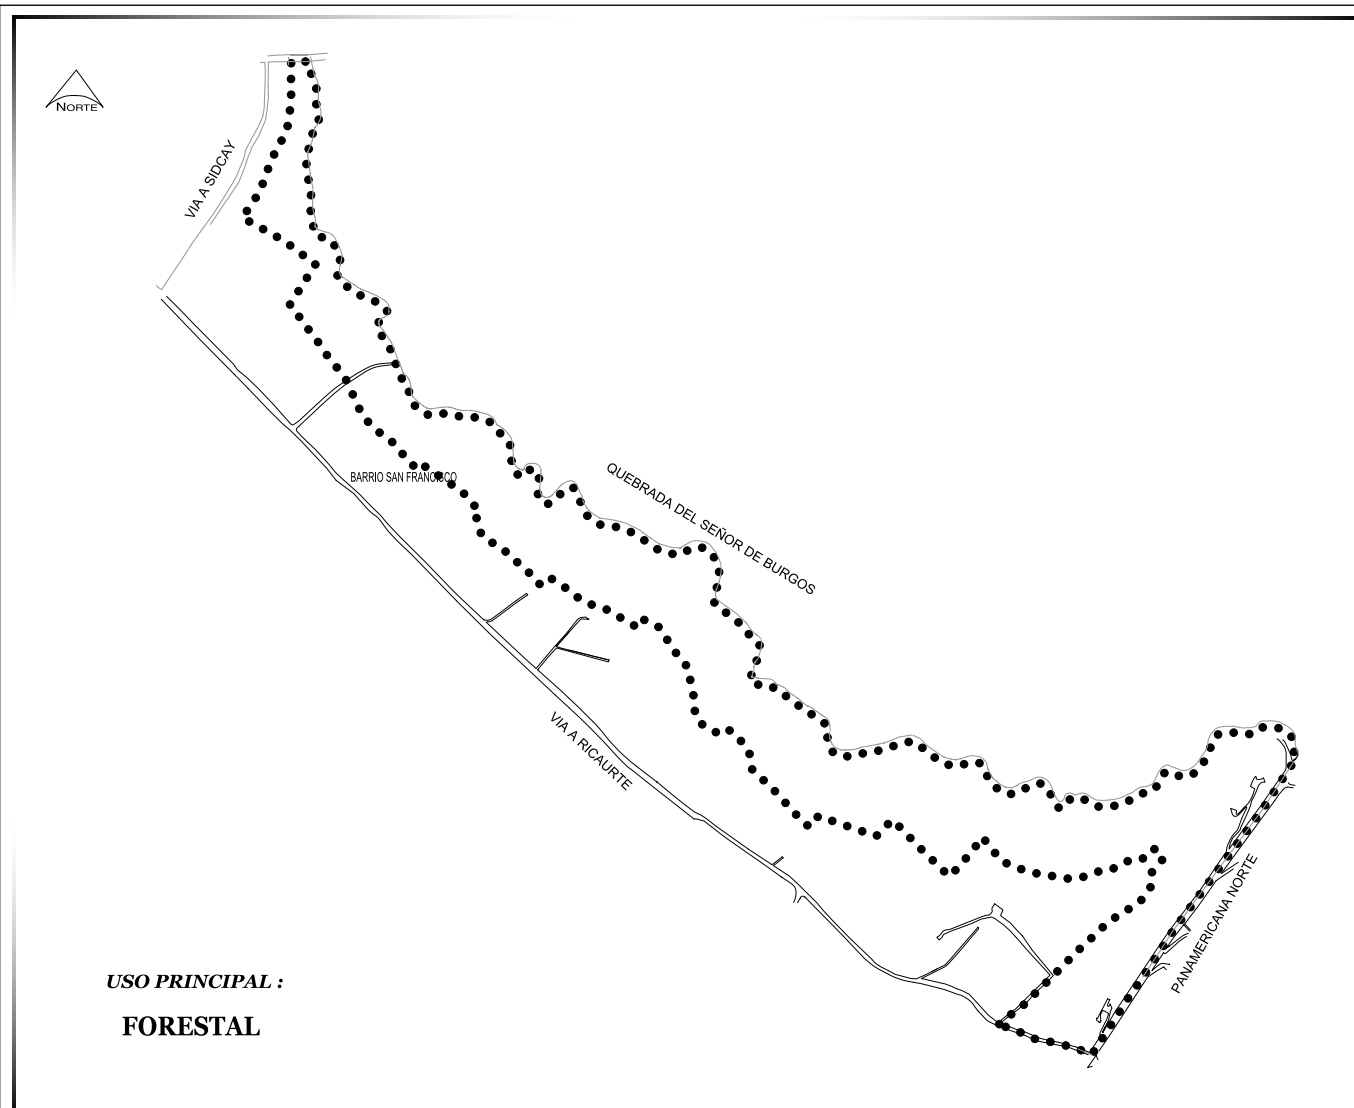 NORTE
VIA A SIDCAY
BARRIO SAN FRANCISCO
QUEBRADA DEL SEÑOR DE BURGOS
VIA A RICAURTE
PANAMERICANA NORTE
USO PRINCIPAL :
FORESTAL